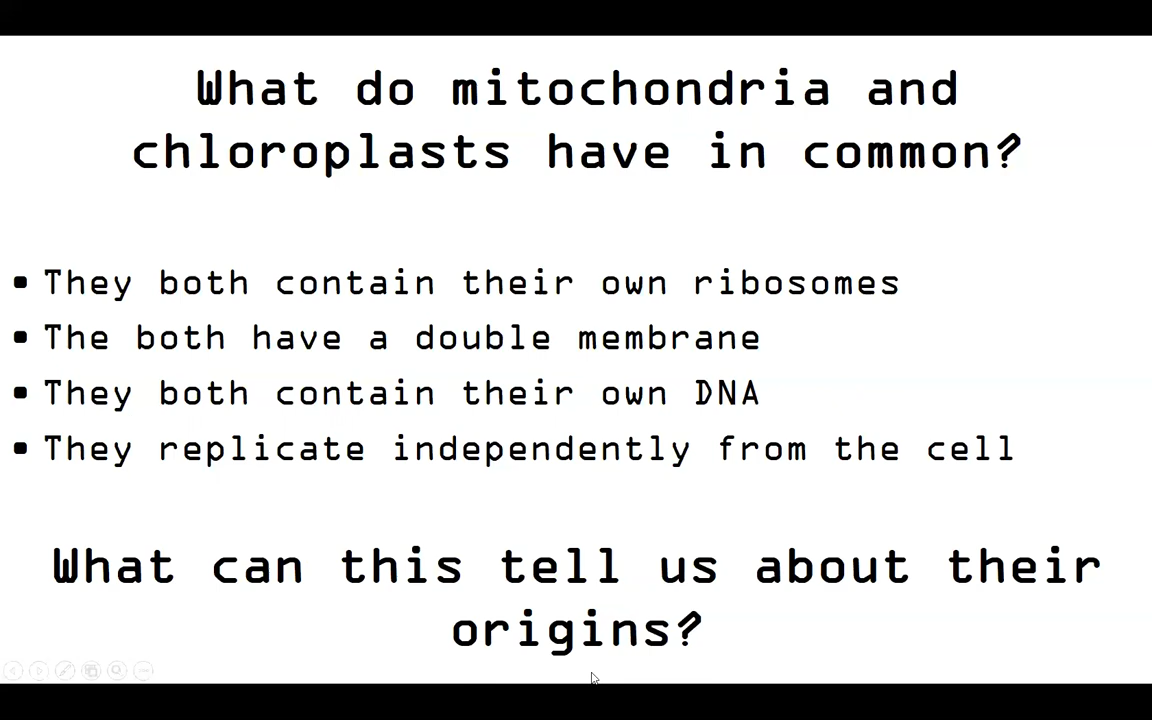 What do mitochondria and
chloroplasts have in common?
▪ They both contain their own ribosomes
▪ The both have a double membrane
▪ They both contain their own DNA
▪ They replicate independently from the cell
What can this tell us about their
origins?